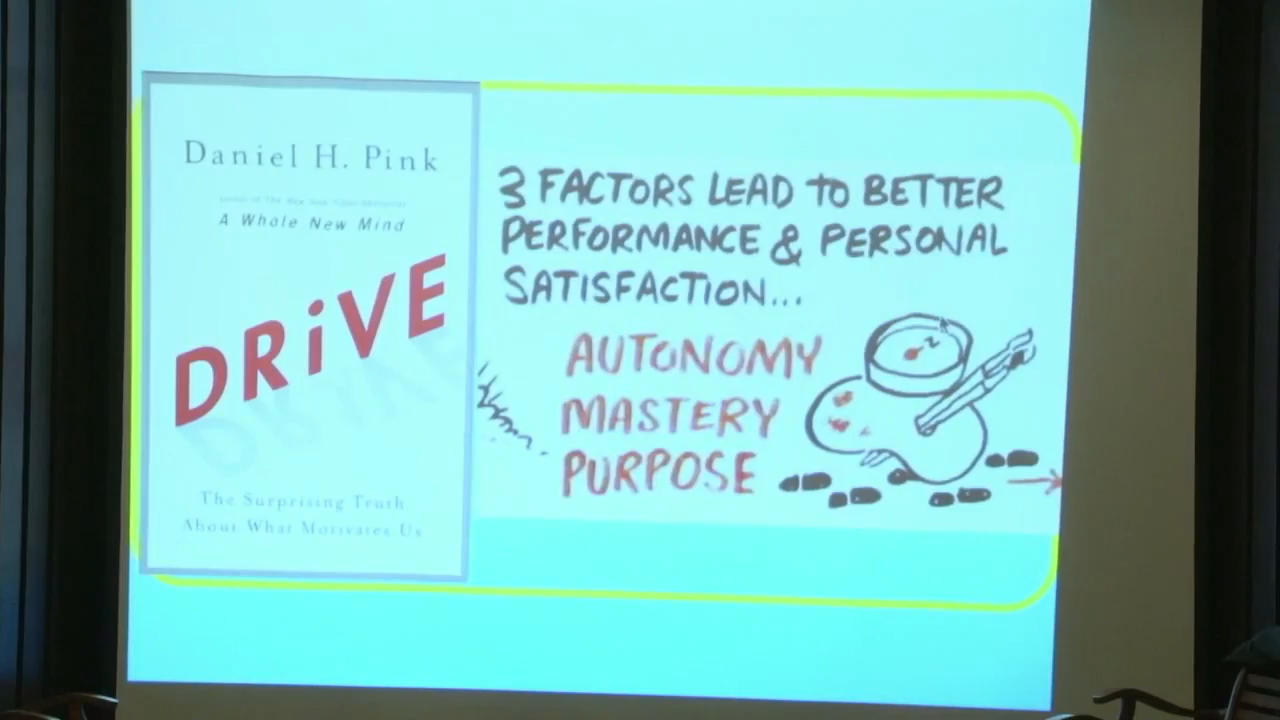 Daniel H. Pink
A Whole New Mind
DRiVE
The Surprising Truth
About What Motivates Us
3 FACTORS LEAD TO BETTER
PERFORMANCE & PERSONAL
SATISFACTION...
AUTONOMY
MASTERY
PURPOSE